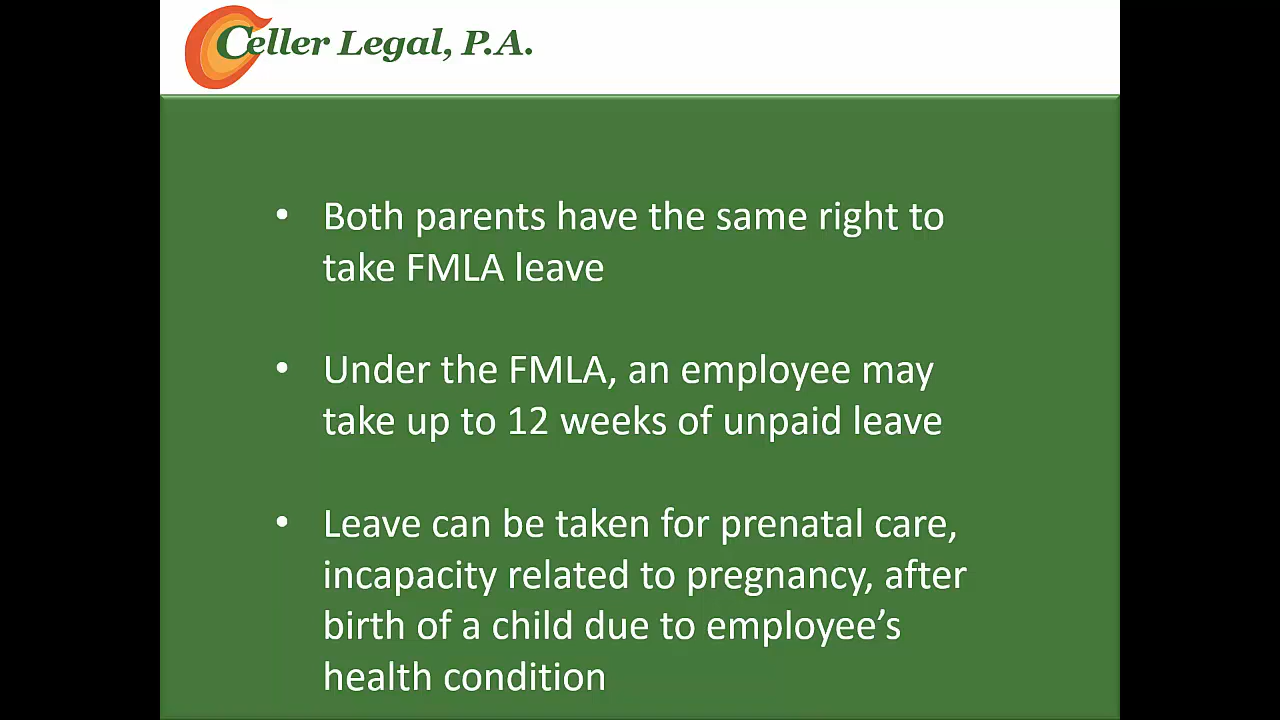 Celler Legal, P.A.
• Both parents have the same right to
take FMLA leave
• Under the FMLA, an employee may
take up to 12 weeks of unpaid leave
• Leave can be taken for prenatal care,
incapacity related to pregnancy, after
birth of a child due to employee’s
health condition